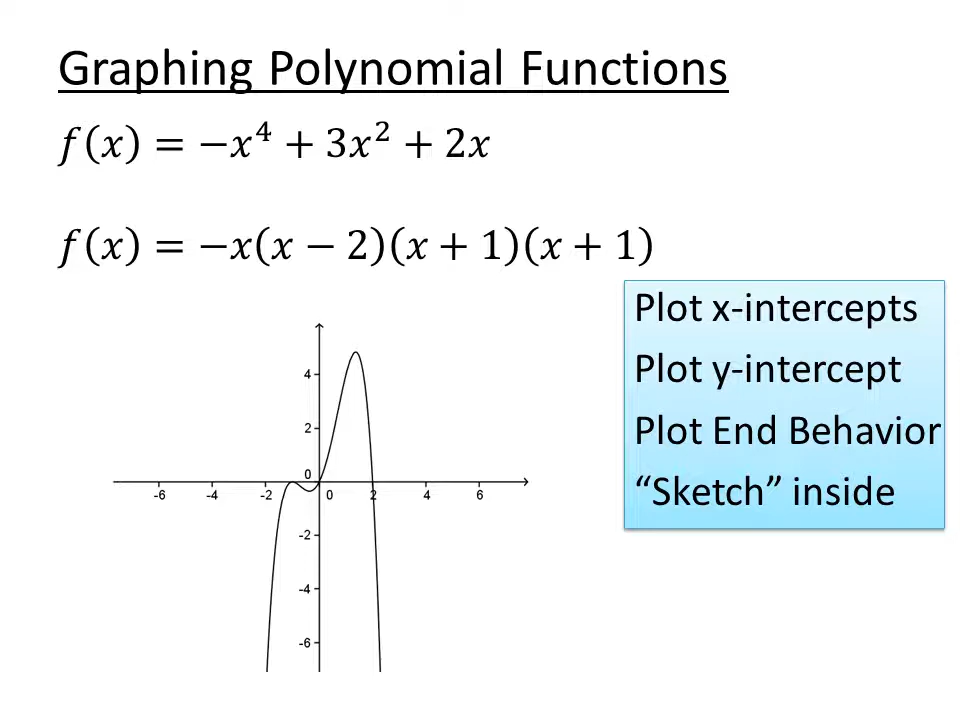 Graphing Polynomial Functions
𝑓(𝑥) = −𝑥⁴ + 3𝑥² + 2𝑥
𝑓(𝑥) = −𝑥(𝑥 − 2)(𝑥 + 1)(𝑥 + 1)
Plot x-intercepts
Plot y-intercept
Plot End Behavior
“Sketch” inside
4
2
0
-6 -4 -2 0 2 4 6
-2
-4
-6